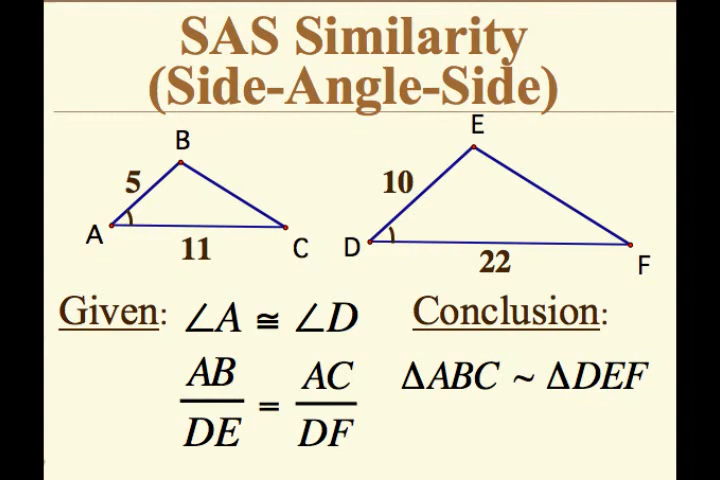 SAS Similarity
(Side-Angle-Side)
B
E
5
10
A
11
C
D
22
F
Given: ∠A ≅ ∠D
Conclusion:
AB/DE = AC/DF
ΔABC ~ ΔDEF